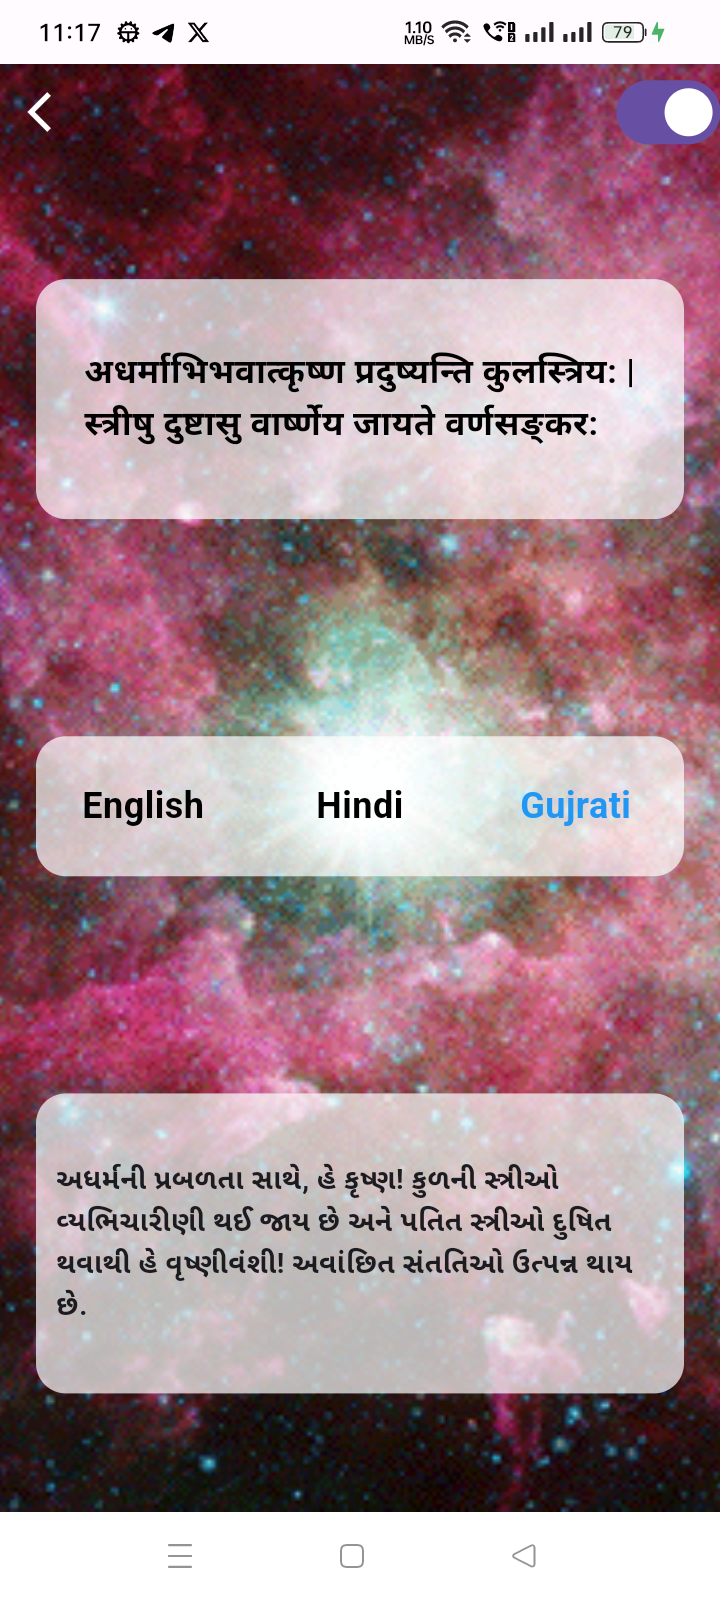 11:17
1.10
MB/S
79
अधर्माभिभवात्कृष्ण प्रदुष्यन्ति कुलस्त्रिय: |
स्त्रीषु दुष्टासु वार्ष्णेय जायते वर्णसङ्कर:
English Hindi Gujrati
અધર્મની પ્રબળતા સાથે, હે કૃષ્ણ! કુળની સ્ત્રીઓ
વ્યભિચારીણી થઈ જાય છે અને પતિત સ્ત્રીઓ દુષિત
થવાથી હે વૃષ્ણીવંશી! અવાંછિત સંતતિઓ ઉત્પન્ન થાય
છે.